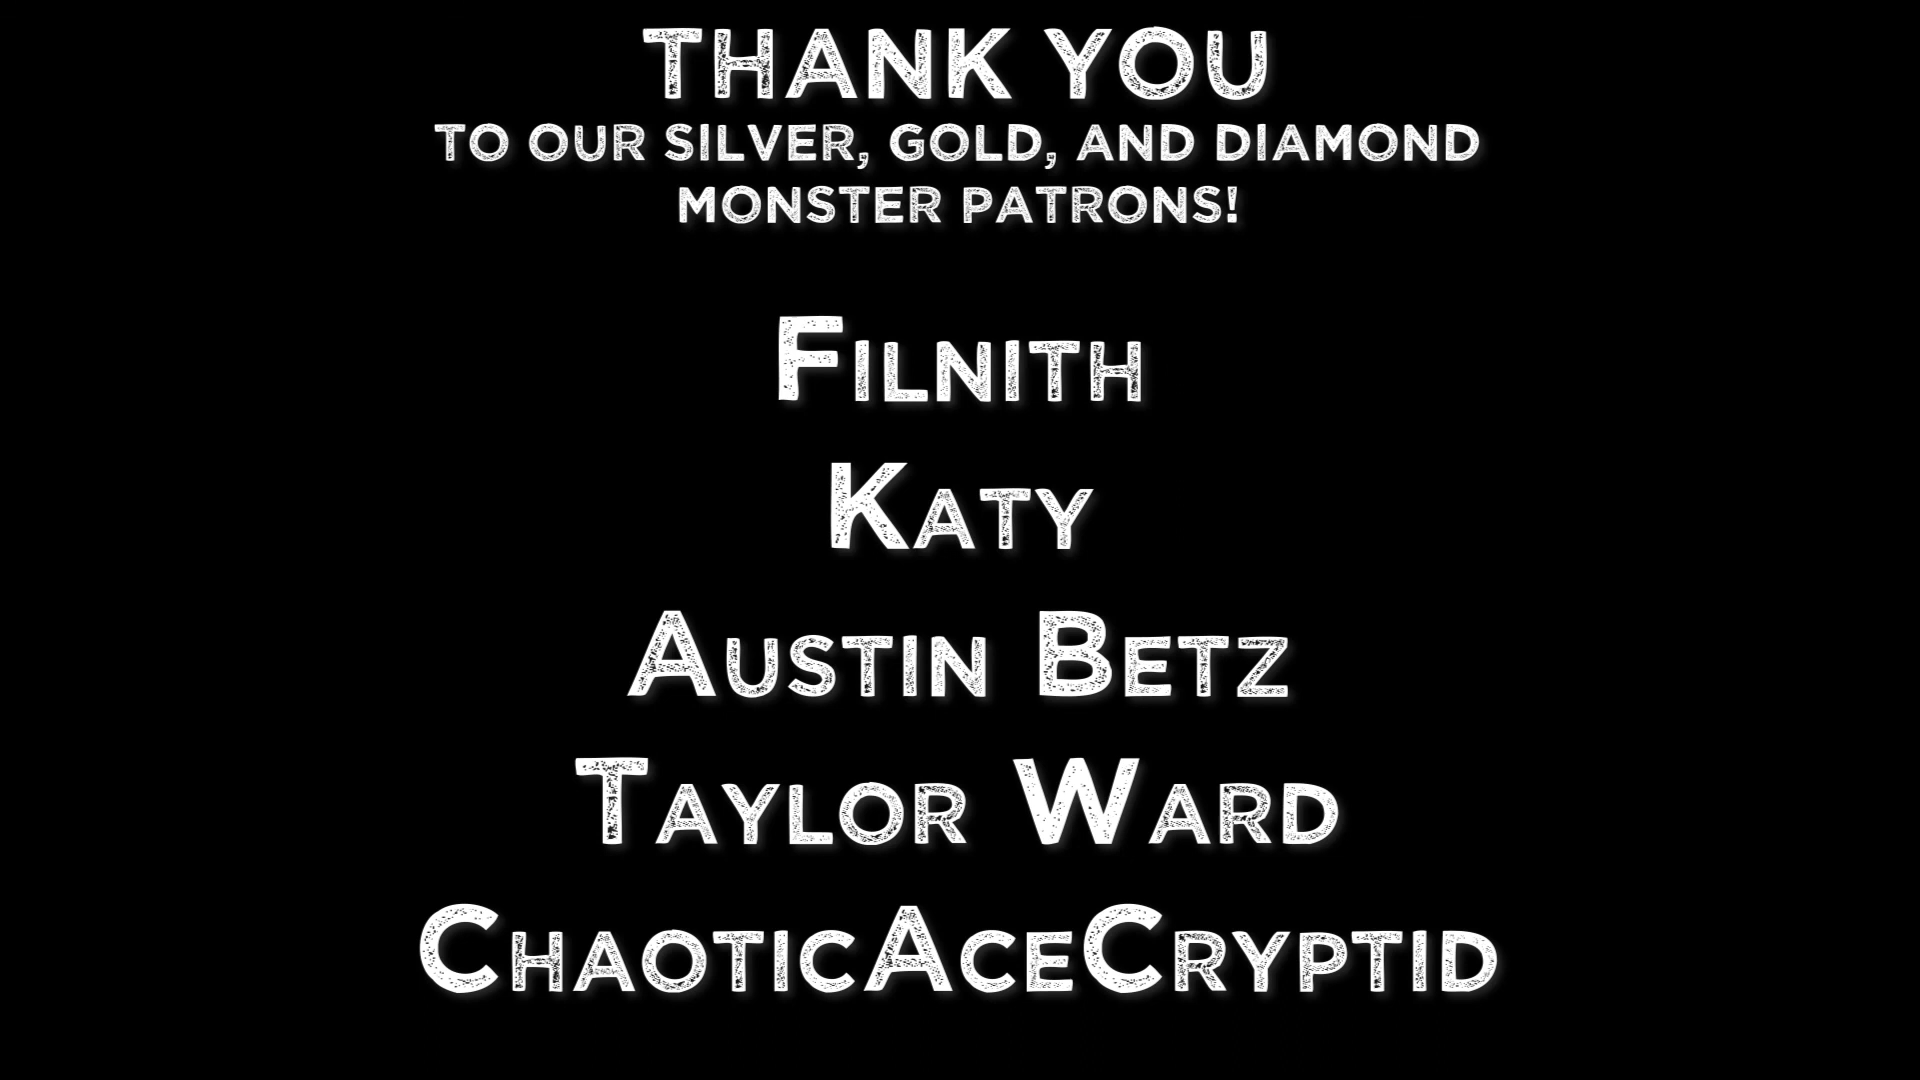 THANK YOU
TO OUR SILVER, GOLD, AND DIAMOND
MONSTER PATRONS!
Filnith
Katy
Austin Betz
Taylor Ward
ChaoticAceCryptid